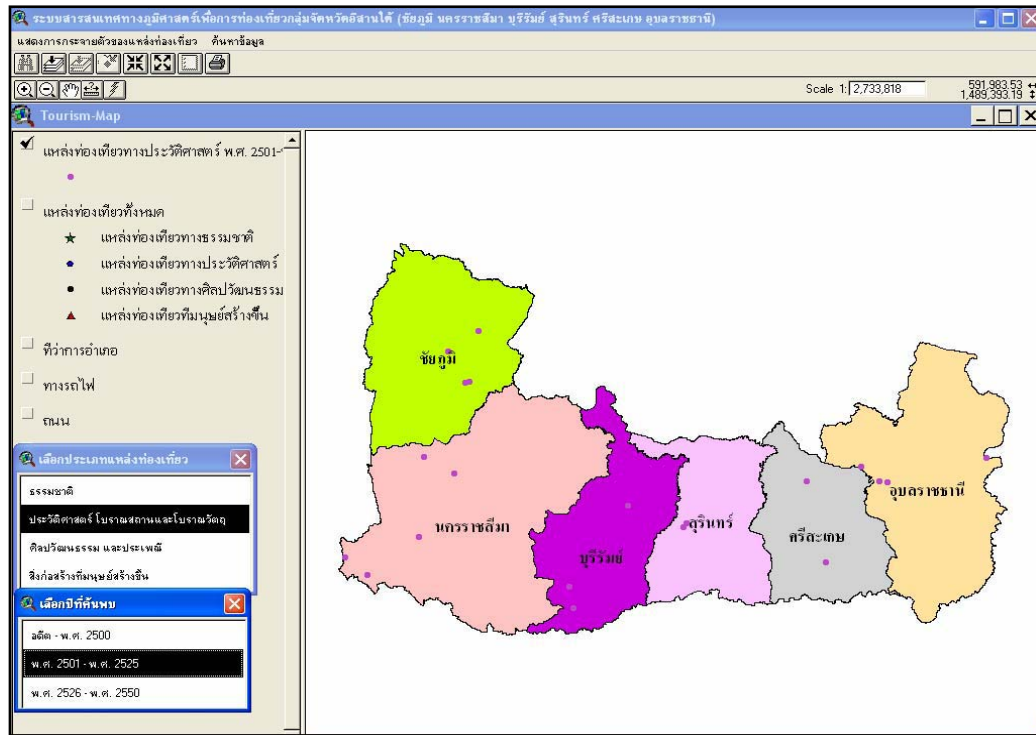 ระบบสารสนเทศทางภูมิศาสตร์เพื่อการท่องเที่ยวกลุ่มจังหวัดอีสานใต้ (ชัยภูมิ นครราชสีมา บุรีรัมย์ สุรินทร์ ศรีสะเกษ อุบลราชธานี)
แสดงการกระจายตัวของแหล่งท่องเที่ยว ค้นหาข้อมูล
Scale 1: 2,733,818
591,983.53
1,489,393.19
Tourism-Map
แหล่งท่องเที่ยวทางประวัติศาสตร์ พ.ศ. 2501-
แหล่งท่องเที่ยวทั้งหมด
แหล่งท่องเที่ยวทางธรรมชาติ
แหล่งท่องเที่ยวทางประวัติศาสตร์
แหล่งท่องเที่ยวทางศิลปวัฒนธรรม
แหล่งท่องเที่ยวที่มนุษย์สร้างขึ้น
ที่ว่าการอำเภอ
ทางรถไฟ
ถนน
เลือกประเภทแหล่งท่องเที่ยว
ธรรมชาติ
ประวัติศาสตร์ โบราณสถานและโบราณวัตถุ
ศิลปวัฒนธรรม และประเพณี
สิ่งก่อสร้างที่มนุษย์สร้างขึ้น
เลือกปีที่ค้นพบ
อดีต - พ.ศ. 2500
พ.ศ. 2501 - พ.ศ. 2525
พ.ศ. 2526 - พ.ศ. 2550
ชัยภูมิ
นครราชสีมา
บุรีรัมย์
สุรินทร์
ศรีสะเกษ
อุบลราชธานี